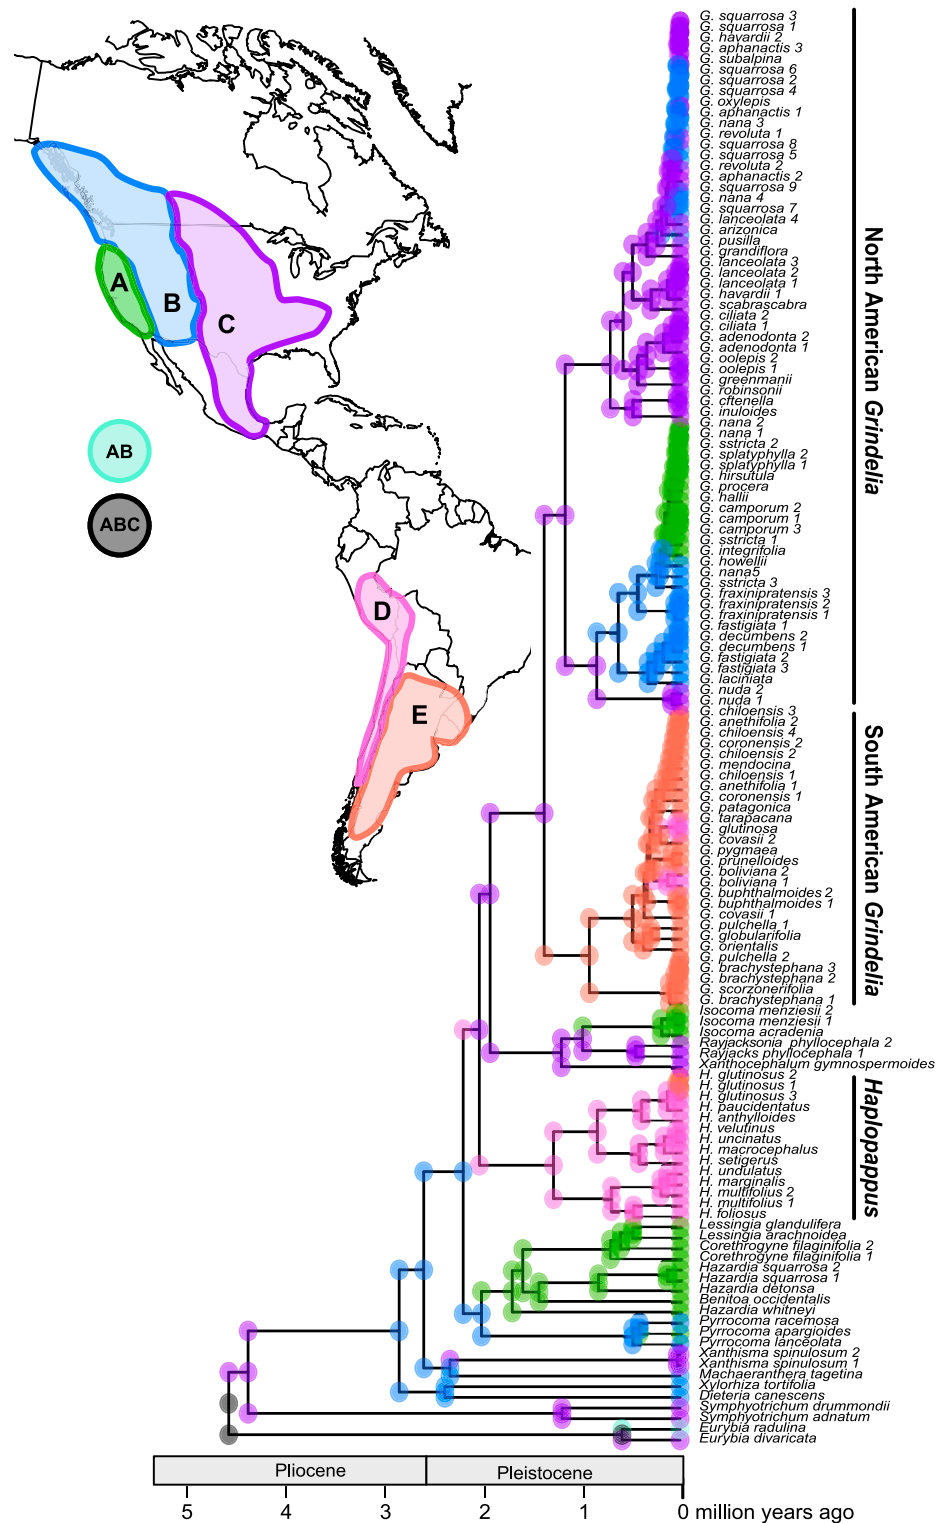 A
B
C
AB
ABC
D
E
G. squarrosa 3
G. squarrosa 1
G. havardii 2
G. aphanactis 3
G. subalpina
G. squarrosa 6
G. squarrosa 2
G. squarrosa 4
G. oxylepis
G. aphanactis 1
G. nana 3
G. revoluta 1
G. squarrosa 8
G. squarrosa 5
G. revoluta 2
G. aphanactis 2
G. squarrosa 9
G. nana 4
G. squarrosa 7
G. lanceolata 4
G. arizonica
G. pusilla
G. grandiflora
G. lanceolata 3
G. lanceolata 2
G. lanceolata 1
G. havardii 1
G. scabrascabra
G. ciliata 2
G. ciliata 1
G. adenodonta 2
G. adenodonta 1
G. oolepis 2
G. oolepis 1
G. greenmanii
G. robinsonii
G. cftenella
G. inuloides
G. nana 2
G. nana 1
G. sstricta 2
G. splatyphylla 2
G. splatyphylla 1
G. hirsutula
G. procera
G. hallii
G. camporum 2
G. camporum 1
G. camporum 3
G. sstricta 1
G. integrifolia
G. howellii
G. nana5
G. sstricta 3
G. fraxinipratensis 3
G. fraxinipratensis 2
G. fraxinipratensis 1
G. fastigiata 1
G. decumbens 2
G. decumbens 1
G. fastigiata 2
G. fastigiata 3
G. laciniata
G. nuda 2
G. nuda 1
North American Grindelia
G. chiloensis 3
G. anethifolia 2
G. chiloensis 4
G. coronensis 2
G. chiloensis 2
G. mendocina
G. chiloensis 1
G. anethifolia 1
G. coronensis 1
G. patagonica
G. tarapacana
G. glutinosa
G. covasii 2
G. pygmaea
G. prunelloides
G. boliviana 2
G. boliviana 1
G. buphthalmoides 2
G. buphthalmoides 1
G. covasii 1
G. pulchella 1
G. globularifolia
G. orientalis
G. pulchella 2
G. brachystephana 3
G. brachystephana 2
G. scorzonerifolia
G. brachystephana 1
South American Grindelia
Isocoma menziesii 2
Isocoma menziesii 1
Isocoma acradenia
Rayjacksonia phyllocephala 2
Rayjacks phyllocephala 1
Xanthocephalum gymnospermoides
H. glutinosus 2
H. glutinosus 1
H. glutinosus 3
H. paucidentatus
H. anthylloides
H. velutinus
H. uncinatus
H. macrocephalus
H. setigerus
H. undulatus
H. marginalis
H. multifolius 2
H. multifolius 1
H. foliosus
Haplopappus
Lessingia glandulifera
Lessingia arachnoidea
Corethrogyne filaginifolia 2
Corethrogyne filaginifolia 1
Hazardia squarrosa 2
Hazardia squarrosa 1
Hazardia detonsa
Benitoa occidentalis
Hazardia whitneyi
Pyrrocoma racemosa
Pyrrocoma apargioides
Pyrrocoma lanceolata
Xanthisma spinulosum 2
Xanthisma spinulosum 1
Machaeranthera tagetina
Xylorhiza tortifolia
Dieteria canescens
Symphyotrichum drummondii
Symphyotrichum adnatum
Eurybia radulina
Eurybia divaricata
Pliocene
Pleistocene
5 4 3 2 1 0 million years ago